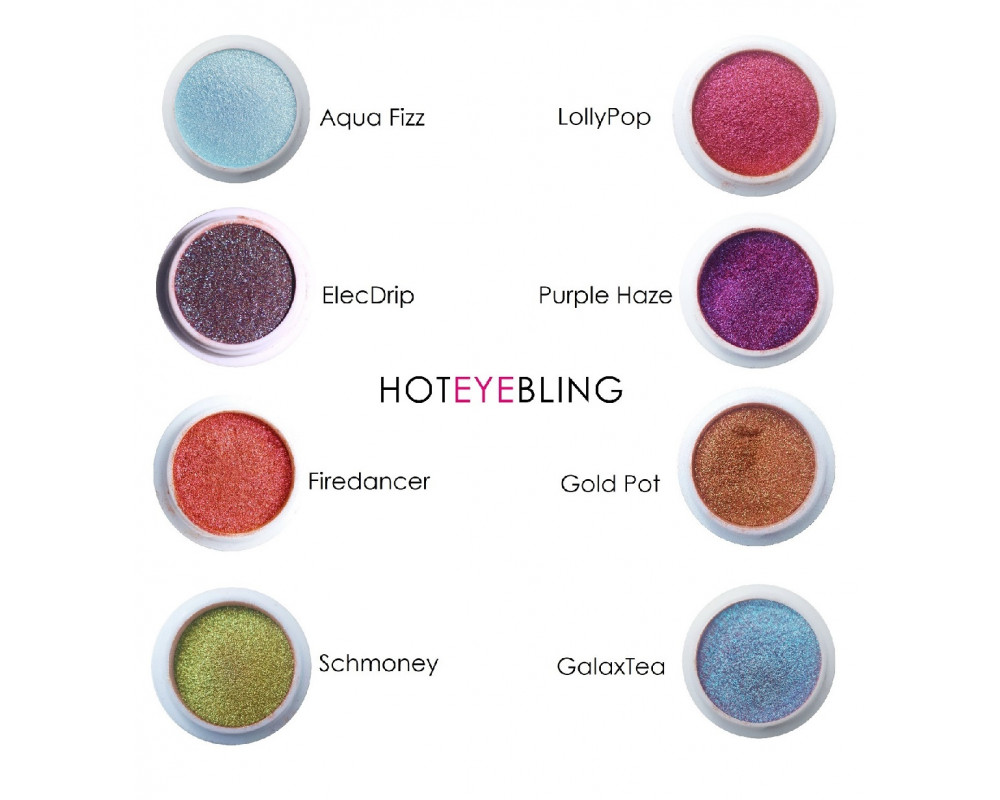 Aqua Fizz
LollyPop
ElecDrip
Purple Haze
HOTEYEBLING
Firedancer
Gold Pot
Schmoney
GalaxTea